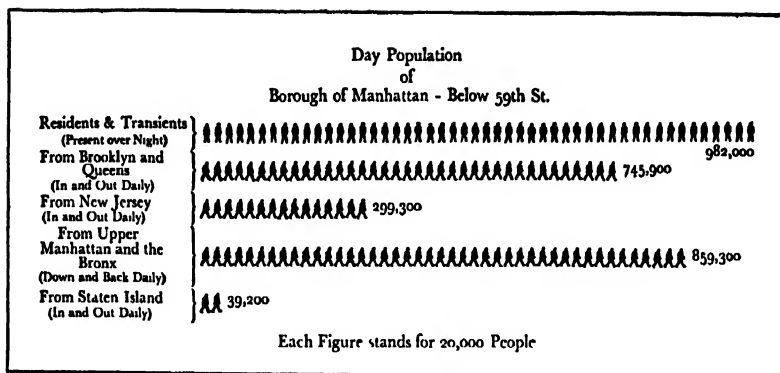 Day Population
of
Borough of Manhattan - Below 59th St.
Residents & Transients
(Present over Night)
982,000
From Brooklyn and
Queens
(In and Out Daily)
745,900
From New Jersey
(In and Out Daily)
299,300
From Upper
Manhattan and the
Bronx
(Down and Back Daily)
859,300
From Staten Island
(In and Out Daily)
39,200
Each Figure stands for 20,000 People